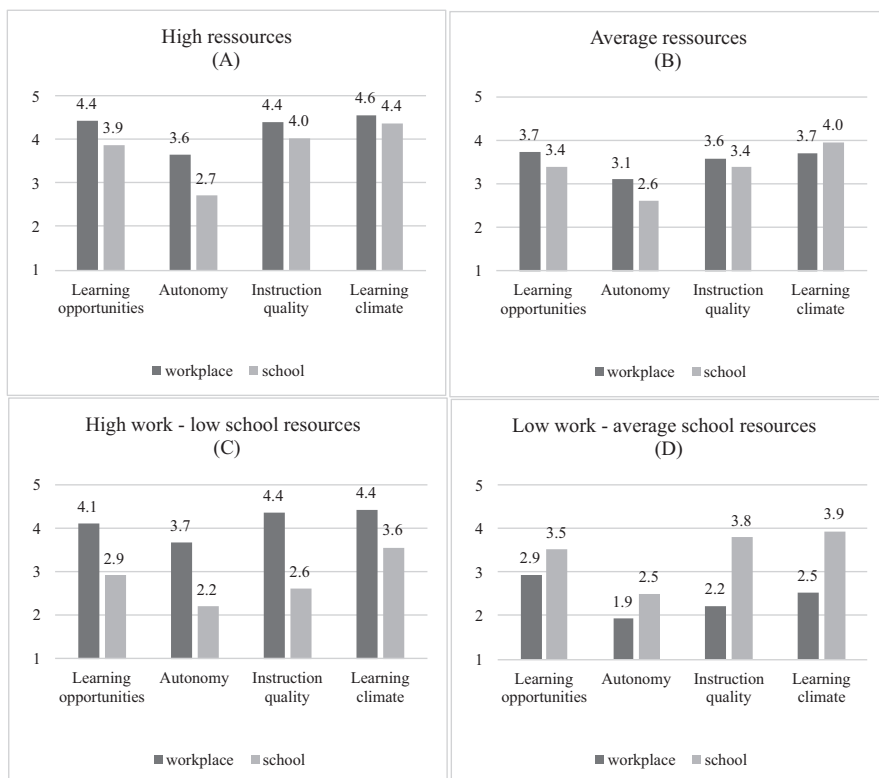 High ressources
(A)
5
4
3
2
1
4.4
3.9
3.6
2.7
4.4
4.0
4.6
4.4
Learning
opportunities
Autonomy
Instruction
quality
Learning
climate
workplace
school
Average ressources
(B)
5
4
3
2
1
3.7
3.4
3.1
2.6
3.6
3.4
3.7
4.0
Learning
opportunities
Autonomy
Instruction
quality
Learning
climate
workplace
school
High work - low school resources
(C)
5
4
3
2
1
4.1
2.9
3.7
2.2
4.4
2.6
4.4
3.6
Learning
opportunities
Autonomy
Instruction
quality
Learning
climate
workplace
school
Low work - average school resources
(D)
5
4
3
2
1
2.9
3.5
1.9
2.5
2.2
3.8
2.5
3.9
Learning
opportunities
Autonomy
Instruction
quality
Learning
climate
workplace
school